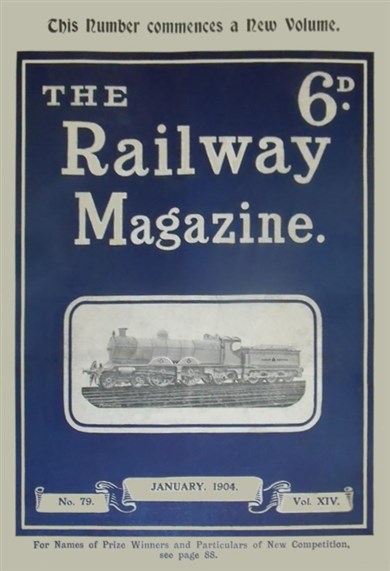 This Number commences a New Volume.
THE
6D.
Railway
Magazine.
No. 79.
JANUARY, 1904.
Vol. XIV.
For Names of Prize Winners and Particulars of New Competition,
see page 88.